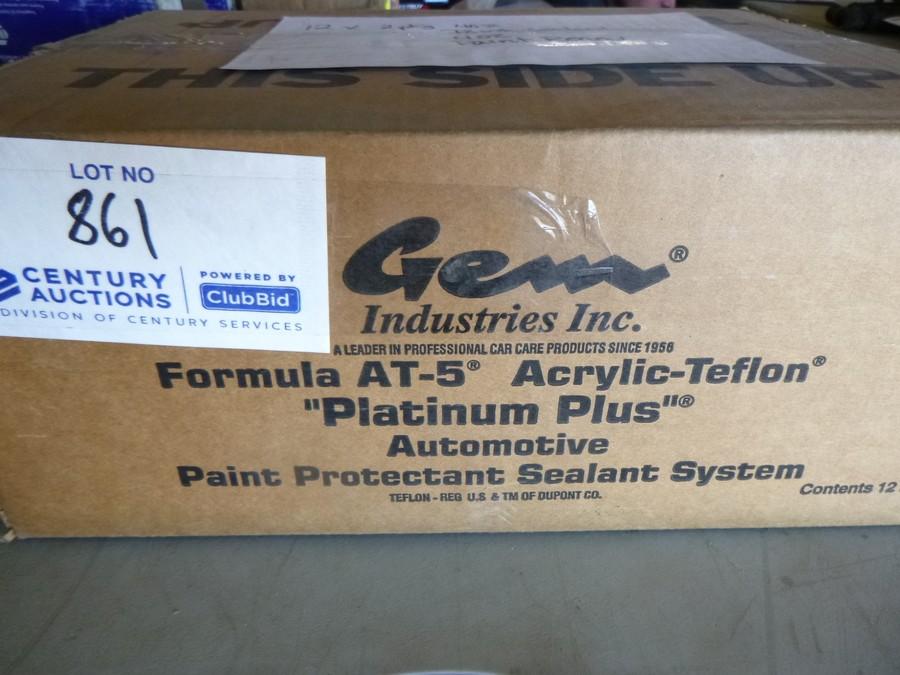 THIS SIDE UP
12 x 2pks
LOT NO
861
CENTURY
AUCTIONS
POWERED BY
ClubBid
DIVISION OF CENTURY SERVICES
Gem®
Industries Inc.
A LEADER IN PROFESSIONAL CAR CARE PRODUCTS SINCE 1956
Formula AT-5® Acrylic-Teflon®
"Platinum Plus"®
Automotive
Paint Protectant Sealant System
TEFLON - REG U.S & TM OF DUPONT CO.
Contents 12